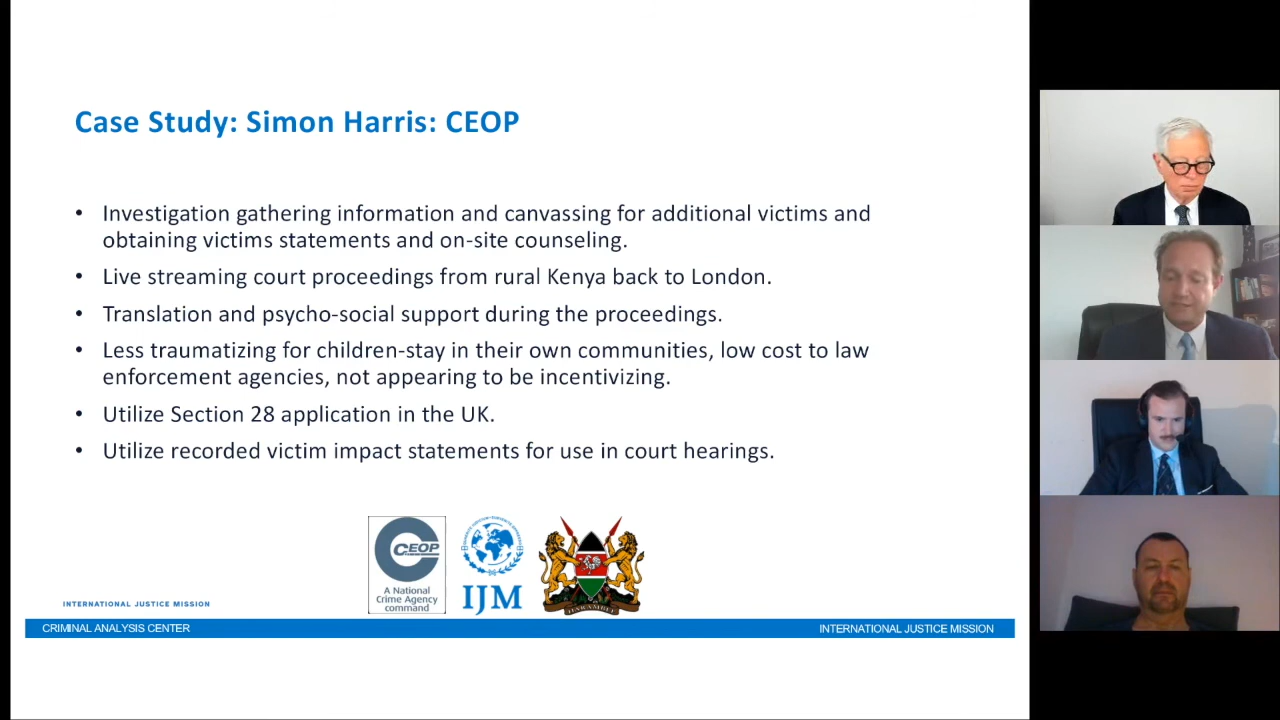 Case Study: Simon Harris: CEOP
• Investigation gathering information and canvassing for additional victims and
obtaining victims statements and on-site counseling.
• Live streaming court proceedings from rural Kenya back to London.
• Translation and psycho-social support during the proceedings.
• Less traumatizing for children-stay in their own communities, low cost to law
enforcement agencies, not appearing to be incentivizing.
• Utilize Section 28 application in the UK.
• Utilize recorded victim impact statements for use in court hearings.
CEOP
A National
Crime Agency
command
IJM
HARAMBEE
INTERNATIONAL JUSTICE MISSION
CRIMINAL ANALYSIS CENTER
INTERNATIONAL JUSTICE MISSION